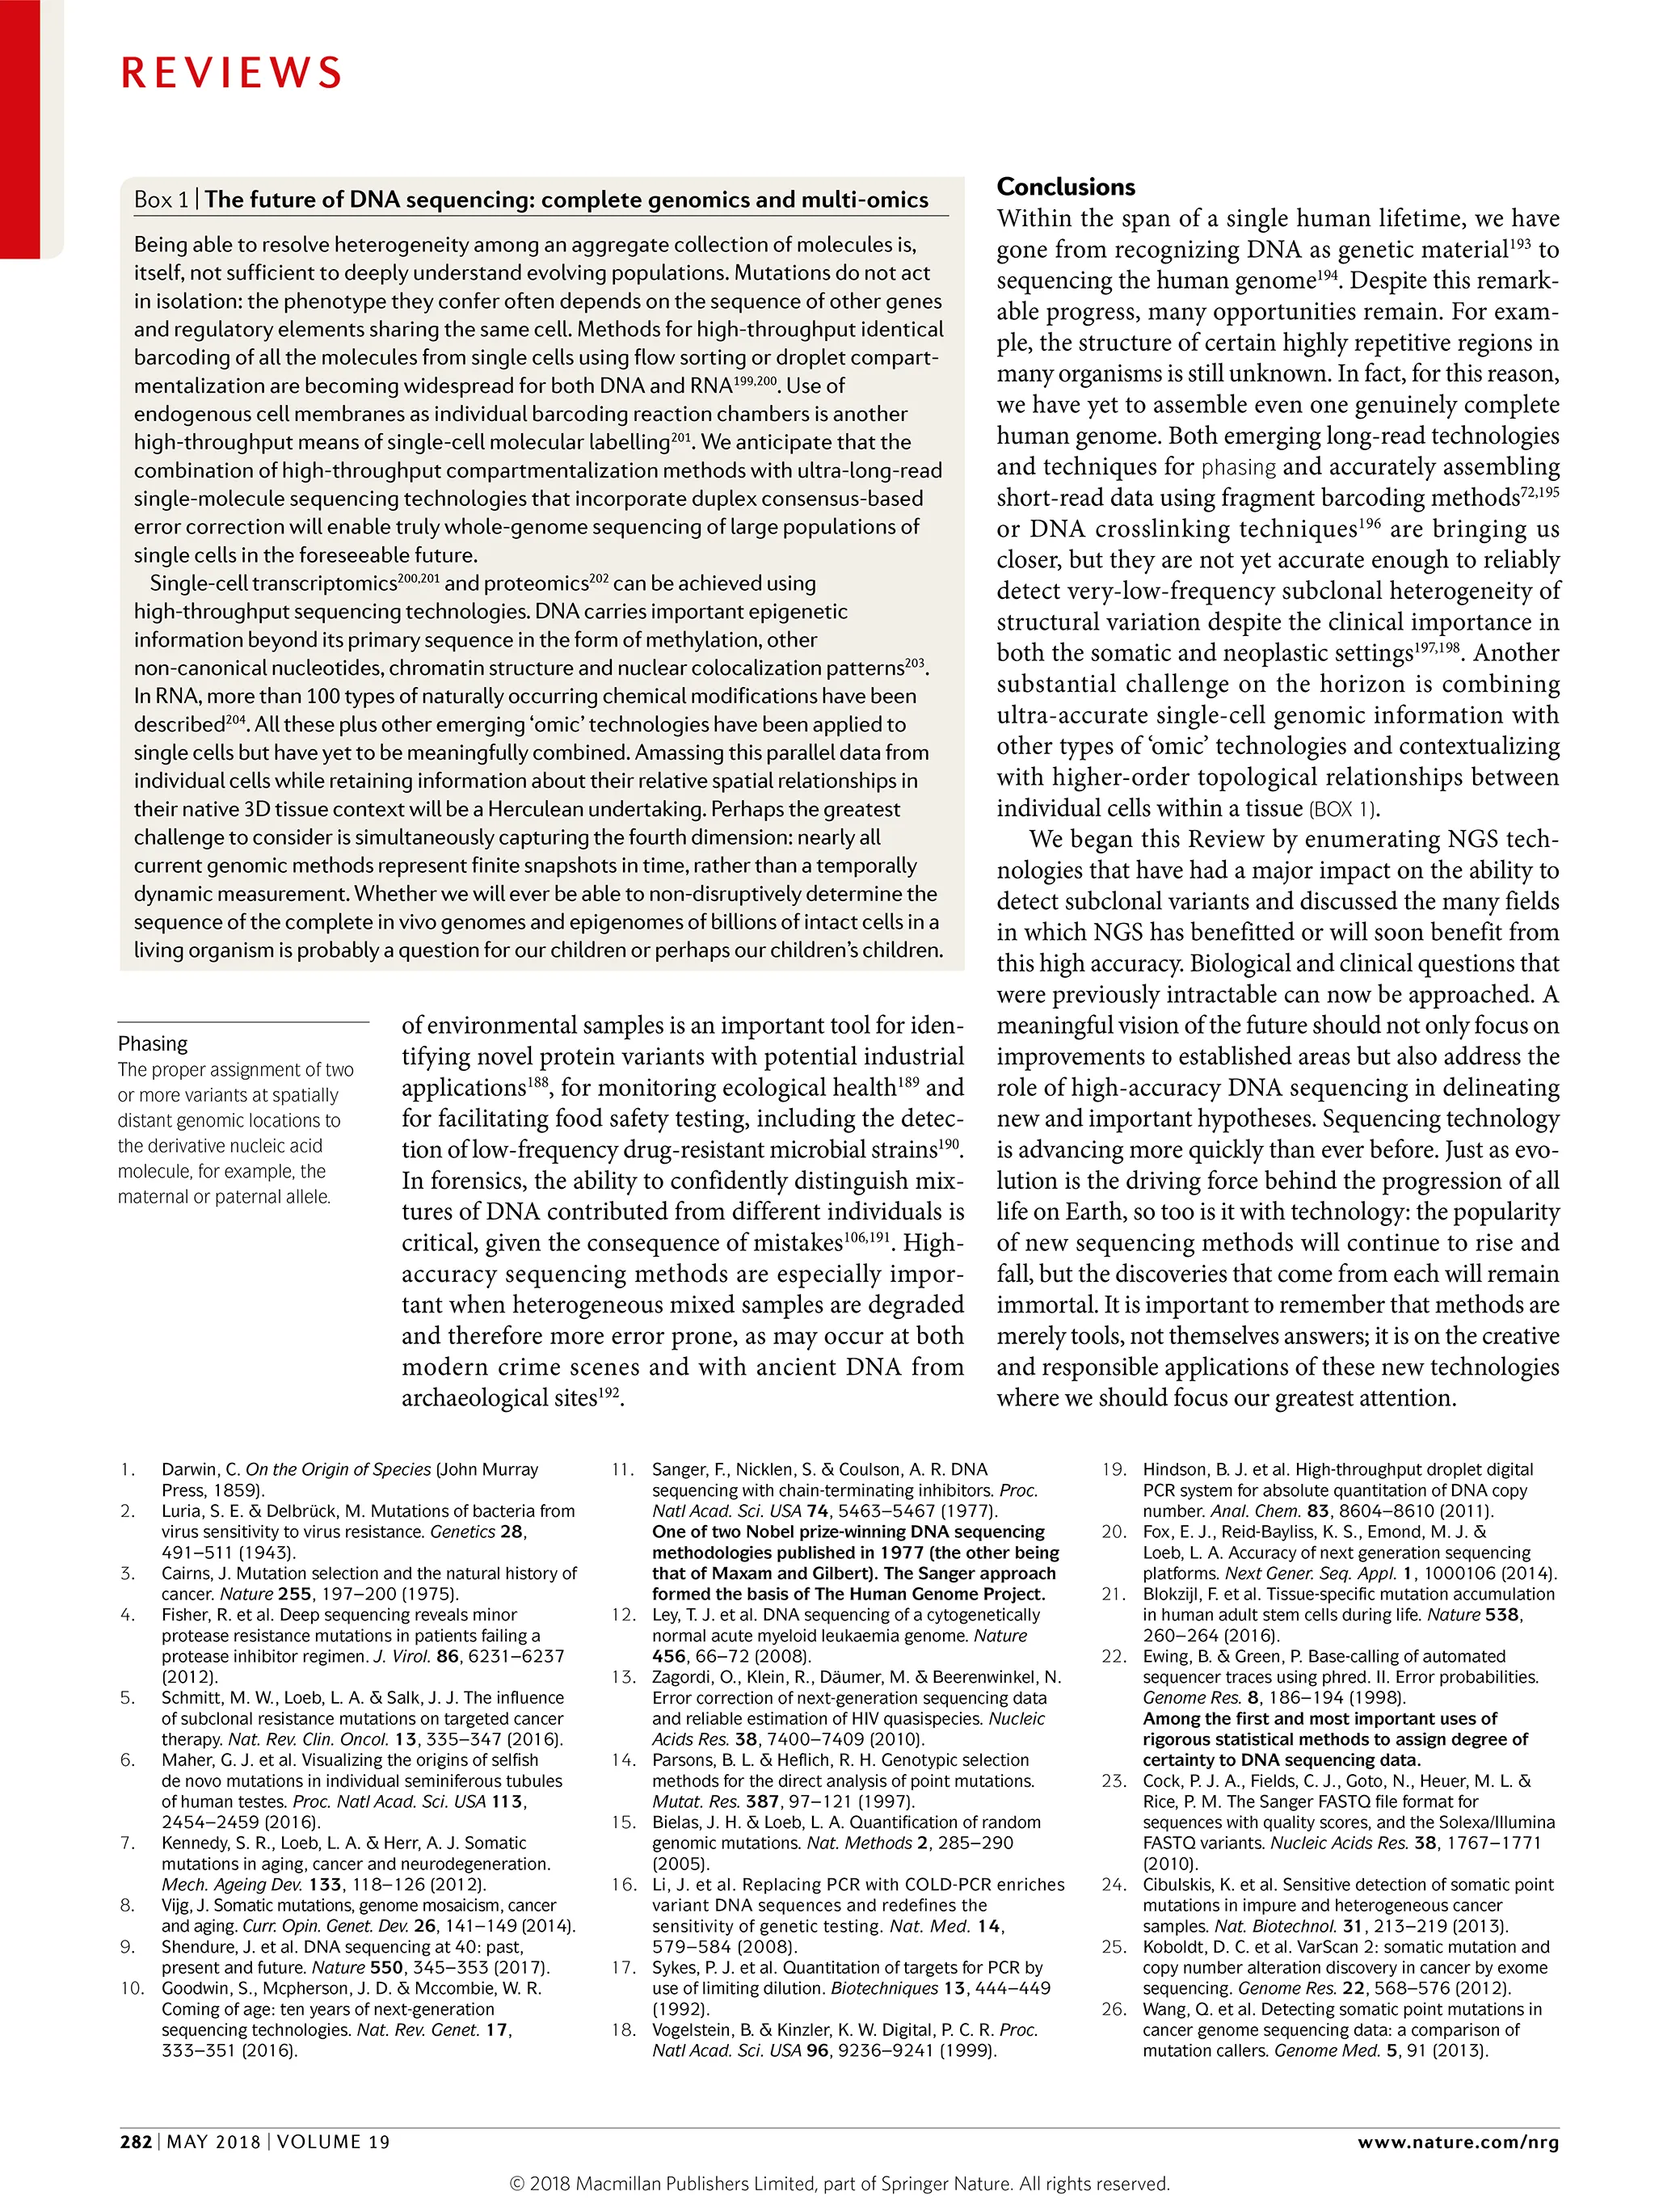 REVIEWS
Box 1 | The future of DNA sequencing: complete genomics and multi-omics
Being able to resolve heterogeneity among an aggregate collection of molecules is,
itself, not sufficient to deeply understand evolving populations. Mutations do not act
in isolation: the phenotype they confer often depends on the sequence of other genes
and regulatory elements sharing the same cell. Methods for high-throughput identical
barcoding of all the molecules from single cells using flow sorting or droplet compart-
mentalization are becoming widespread for both DNA and RNA199,200. Use of
endogenous cell membranes as individual barcoding reaction chambers is another
high-throughput means of single-cell molecular labelling201. We anticipate that the
combination of high-throughput compartmentalization methods with ultra-long-read
single-molecule sequencing technologies that incorporate duplex consensus-based
error correction will enable truly whole-genome sequencing of large populations of
single cells in the foreseeable future.
Single-cell transcriptomics200,201 and proteomics202 can be achieved using
high-throughput sequencing technologies. DNA carries important epigenetic
information beyond its primary sequence in the form of methylation, other
non-canonical nucleotides, chromatin structure and nuclear colocalization patterns203.
In RNA, more than 100 types of naturally occurring chemical modifications have been
described204. All these plus other emerging ‘omic’ technologies have been applied to
single cells but have yet to be meaningfully combined. Amassing this parallel data from
individual cells while retaining information about their relative spatial relationships in
their native 3D tissue context will be a Herculean undertaking. Perhaps the greatest
challenge to consider is simultaneously capturing the fourth dimension: nearly all
current genomic methods represent finite snapshots in time, rather than a temporally
dynamic measurement. Whether we will ever be able to non-disruptively determine the
sequence of the complete in vivo genomes and epigenomes of billions of intact cells in a
living organism is probably a question for our children or perhaps our children’s children.
Phasing
The proper assignment of two
or more variants at spatially
distant genomic locations to
the derivative nucleic acid
molecule, for example, the
maternal or paternal allele.
of environmental samples is an important tool for iden-
tifying novel protein variants with potential industrial
applications188, for monitoring ecological health189 and
for facilitating food safety testing, including the detec-
tion of low-frequency drug-resistant microbial strains190.
In forensics, the ability to confidently distinguish mix-
tures of DNA contributed from different individuals is
critical, given the consequence of mistakes106,191. High-
accuracy sequencing methods are especially impor-
tant when heterogeneous mixed samples are degraded
and therefore more error prone, as may occur at both
modern crime scenes and with ancient DNA from
archaeological sites192.
Conclusions
Within the span of a single human lifetime, we have
gone from recognizing DNA as genetic material193 to
sequencing the human genome194. Despite this remark-
able progress, many opportunities remain. For exam-
ple, the structure of certain highly repetitive regions in
many organisms is still unknown. In fact, for this reason,
we have yet to assemble even one genuinely complete
human genome. Both emerging long-read technologies
and techniques for phasing and accurately assembling
short-read data using fragment barcoding methods72,195
or DNA crosslinking techniques196 are bringing us
closer, but they are not yet accurate enough to reliably
detect very-low-frequency subclonal heterogeneity of
structural variation despite the clinical importance in
both the somatic and neoplastic settings197,198. Another
substantial challenge on the horizon is combining
ultra-accurate single-cell genomic information with
other types of ‘omic’ technologies and contextualizing
with higher-order topological relationships between
individual cells within a tissue (BOX 1).
We began this Review by enumerating NGS tech-
nologies that have had a major impact on the ability to
detect subclonal variants and discussed the many fields
in which NGS has benefitted or will soon benefit from
this high accuracy. Biological and clinical questions that
were previously intractable can now be approached. A
meaningful vision of the future should not only focus on
improvements to established areas but also address the
role of high-accuracy DNA sequencing in delineating
new and important hypotheses. Sequencing technology
is advancing more quickly than ever before. Just as evo-
lution is the driving force behind the progression of all
life on Earth, so too is it with technology: the popularity
of new sequencing methods will continue to rise and
fall, but the discoveries that come from each will remain
immortal. It is important to remember that methods are
merely tools, not themselves answers; it is on the creative
and responsible applications of these new technologies
where we should focus our greatest attention.
1. Darwin, C. On the Origin of Species (John Murray
Press, 1859).
2. Luria, S. E. & Delbrück, M. Mutations of bacteria from
virus sensitivity to virus resistance. Genetics 28,
491–511 (1943).
3. Cairns, J. Mutation selection and the natural history of
cancer. Nature 255, 197–200 (1975).
4. Fisher, R. et al. Deep sequencing reveals minor
protease resistance mutations in patients failing a
protease inhibitor regimen. J. Virol. 86, 6231–6237
(2012).
5. Schmitt, M. W., Loeb, L. A. & Salk, J. J. The influence
of subclonal resistance mutations on targeted cancer
therapy. Nat. Rev. Clin. Oncol. 13, 335–347 (2016).
6. Maher, G. J. et al. Visualizing the origins of selfish
de novo mutations in individual seminiferous tubules
of human testes. Proc. Natl Acad. Sci. USA 113,
2454–2459 (2016).
7. Kennedy, S. R., Loeb, L. A. & Herr, A. J. Somatic
mutations in aging, cancer and neurodegeneration.
Mech. Ageing Dev. 133, 118–126 (2012).
8. Vijg, J. Somatic mutations, genome mosaicism, cancer
and aging. Curr. Opin. Genet. Dev. 26, 141–149 (2014).
9. Shendure, J. et al. DNA sequencing at 40: past,
present and future. Nature 550, 345–353 (2017).
10. Goodwin, S., Mcpherson, J. D. & Mccombie, W. R.
Coming of age: ten years of next-generation
sequencing technologies. Nat. Rev. Genet. 17,
333–351 (2016).
11. Sanger, F., Nicklen, S. & Coulson, A. R. DNA
sequencing with chain-terminating inhibitors. Proc.
Natl Acad. Sci. USA 74, 5463–5467 (1977).
One of two Nobel prize-winning DNA sequencing
methodologies published in 1977 (the other being
that of Maxam and Gilbert). The Sanger approach
formed the basis of The Human Genome Project.
12. Ley, T. J. et al. DNA sequencing of a cytogenetically
normal acute myeloid leukaemia genome. Nature
456, 66–72 (2008).
13. Zagordi, O., Klein, R., Däumer, M. & Beerenwinkel, N.
Error correction of next-generation sequencing data
and reliable estimation of HIV quasispecies. Nucleic
Acids Res. 38, 7400–7409 (2010).
14. Parsons, B. L. & Heflich, R. H. Genotypic selection
methods for the direct analysis of point mutations.
Mutat. Res. 387, 97–121 (1997).
15. Bielas, J. H. & Loeb, L. A. Quantification of random
genomic mutations. Nat. Methods 2, 285–290
(2005).
16. Li, J. et al. Replacing PCR with COLD-PCR enriches
variant DNA sequences and redefines the
sensitivity of genetic testing. Nat. Med. 14,
579–584 (2008).
17. Sykes, P. J. et al. Quantitation of targets for PCR by
use of limiting dilution. Biotechniques 13, 444–449
(1992).
18. Vogelstein, B. & Kinzler, K. W. Digital, P. C. R. Proc.
Natl Acad. Sci. USA 96, 9236–9241 (1999).
19. Hindson, B. J. et al. High-throughput droplet digital
PCR system for absolute quantitation of DNA copy
number. Anal. Chem. 83, 8604–8610 (2011).
20. Fox, E. J., Reid-Bayliss, K. S., Emond, M. J. &
Loeb, L. A. Accuracy of next generation sequencing
platforms. Next Gener. Seq. Appl. 1, 1000106 (2014).
21. Blokzijl, F. et al. Tissue-specific mutation accumulation
in human adult stem cells during life. Nature 538,
260–264 (2016).
22. Ewing, B. & Green, P. Base-calling of automated
sequencer traces using phred. II. Error probabilities.
Genome Res. 8, 186–194 (1998).
Among the first and most important uses of
rigorous statistical methods to assign degree of
certainty to DNA sequencing data.
23. Cock, P. J. A., Fields, C. J., Goto, N., Heuer, M. L. &
Rice, P. M. The Sanger FASTQ file format for
sequences with quality scores, and the Solexa/Illumina
FASTQ variants. Nucleic Acids Res. 38, 1767–1771
(2010).
24. Cibulskis, K. et al. Sensitive detection of somatic point
mutations in impure and heterogeneous cancer
samples. Nat. Biotechnol. 31, 213–219 (2013).
25. Koboldt, D. C. et al. VarScan 2: somatic mutation and
copy number alteration discovery in cancer by exome
sequencing. Genome Res. 22, 568–576 (2012).
26. Wang, Q. et al. Detecting somatic point mutations in
cancer genome sequencing data: a comparison of
mutation callers. Genome Med. 5, 91 (2013).
282 | MAY 2018 | VOLUME 19
www.nature.com/nrg
© 2018 Macmillan Publishers Limited, part of Springer Nature. All rights reserved.